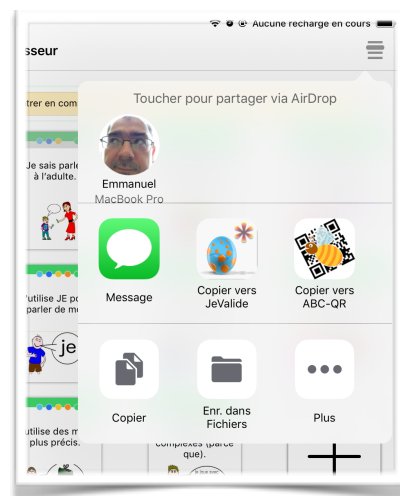 Aucune recharge en cours
sseur
trer en com
Toucher pour partager via AirDrop
Emmanuel
MacBook Pro
Je sais parle
à l'adulte.
Message
Copier vers
JeValide
Copier vers
ABC-QR
utilise JE po
parler de mo
je
Copier
Enr. dans
Fichiers
Plus
utilise des m
plus précis.
complexes (parce
que).